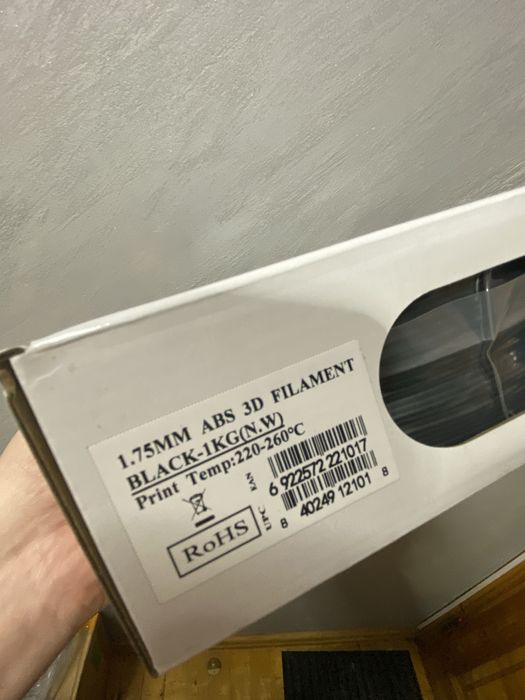 1.75MM ABS 3D FILAMENT
BLACK-1KG(N.W)
Print Temp:220-260℃
EAN
6 922572 221017
UPC
8 40249 12101 8
RoHS